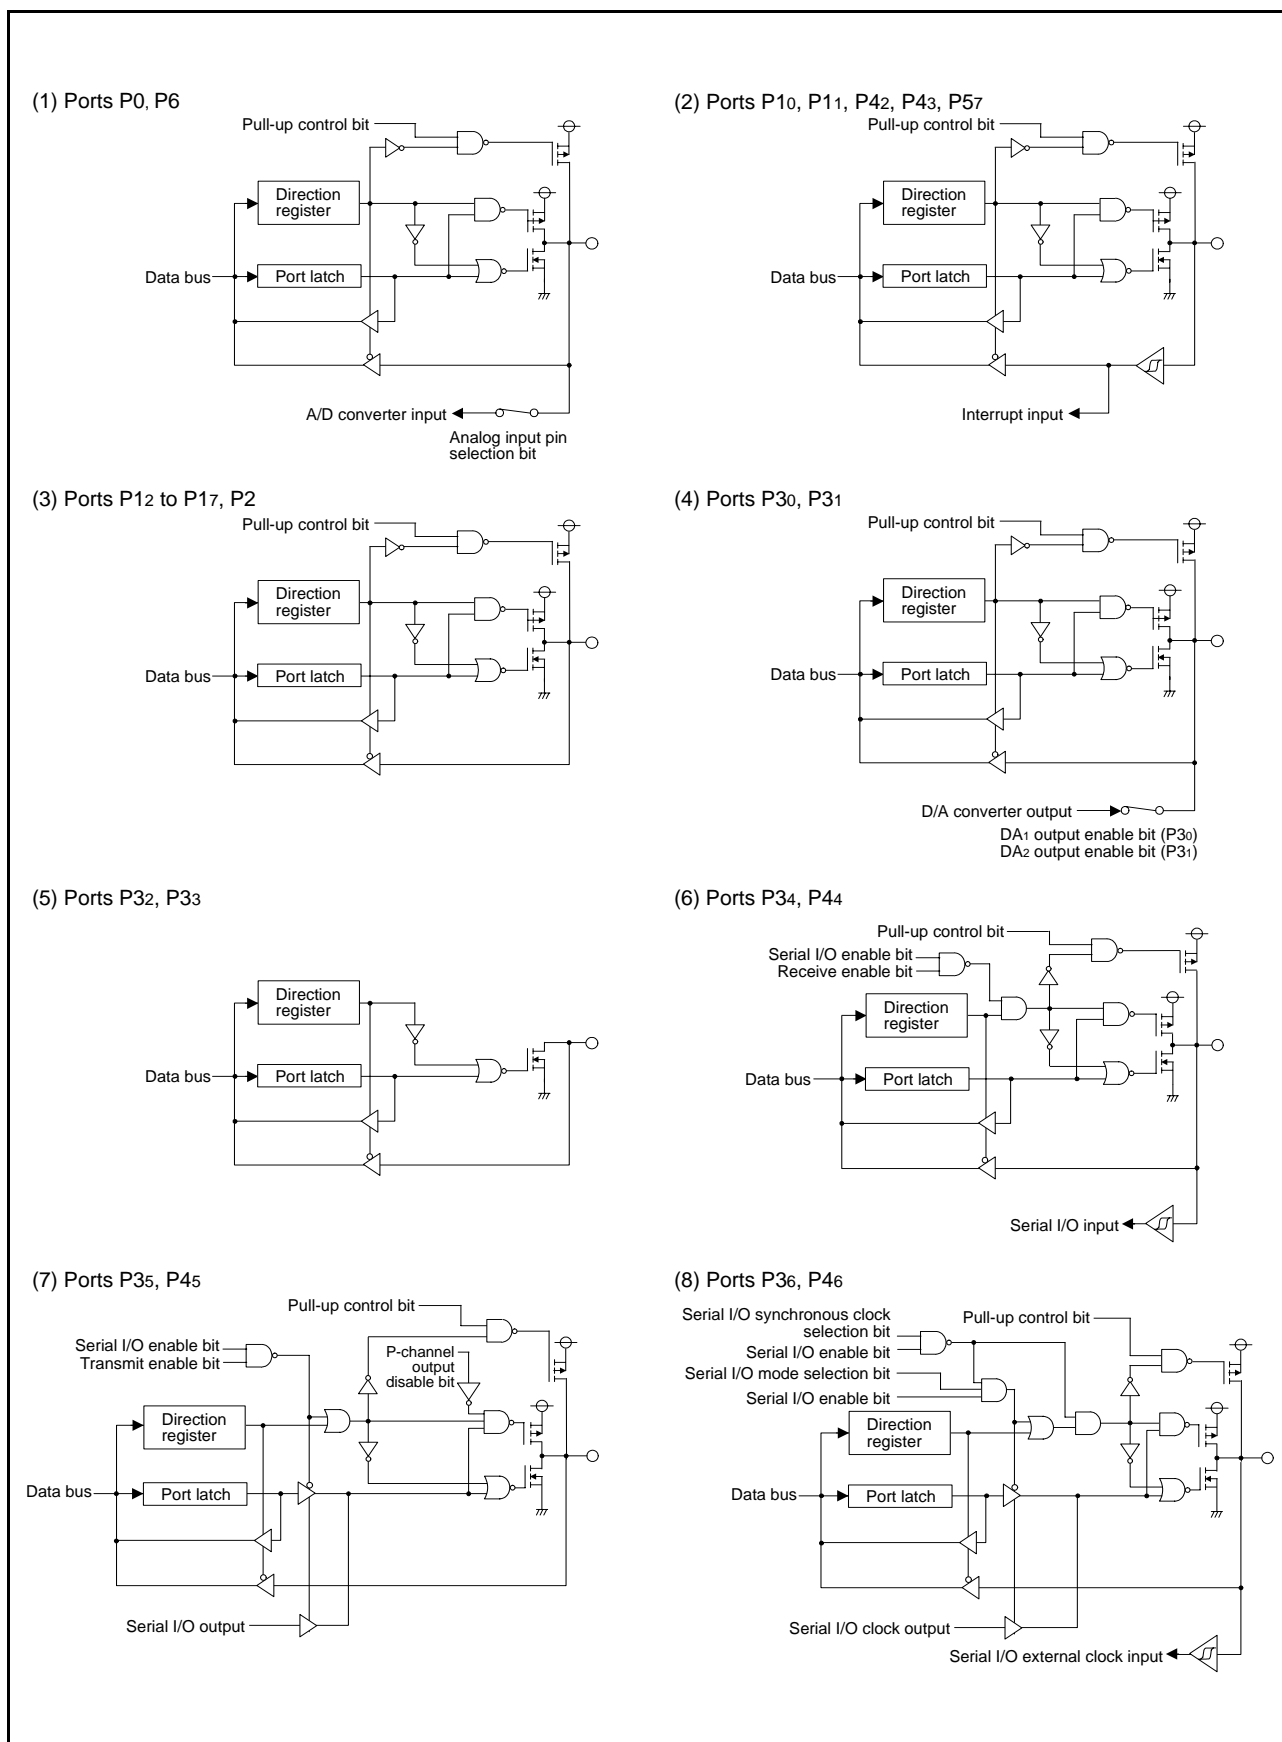 (1) Ports P0, P6
Pull-up control bit
Direction
register
Data bus
Port latch
A/D converter input
Analog input pin
selection bit
(2) Ports P10, P11, P42, P43, P57
Pull-up control bit
Direction
register
Data bus
Port latch
Interrupt input
(3) Ports P12 to P17, P2
Pull-up control bit
Direction
register
Data bus
Port latch
(4) Ports P30, P31
Pull-up control bit
Direction
register
Data bus
Port latch
D/A converter output
DA1 output enable bit (P30)
DA2 output enable bit (P31)
(5) Ports P32, P33
Direction
register
Data bus
Port latch
(6) Ports P34, P44
Pull-up control bit
Serial I/O enable bit
Receive enable bit
Direction
register
Data bus
Port latch
Serial I/O input
(7) Ports P35, P45
Pull-up control bit
Serial I/O enable bit
Transmit enable bit
P-channel
output
disable bit
Direction
register
Data bus
Port latch
Serial I/O output
(8) Ports P36, P46
Serial I/O synchronous clock
selection bit
Serial I/O enable bit
Pull-up control bit
Serial I/O mode selection bit
Serial I/O enable bit
Direction
register
Data bus
Port latch
Serial I/O clock output
Serial I/O external clock input